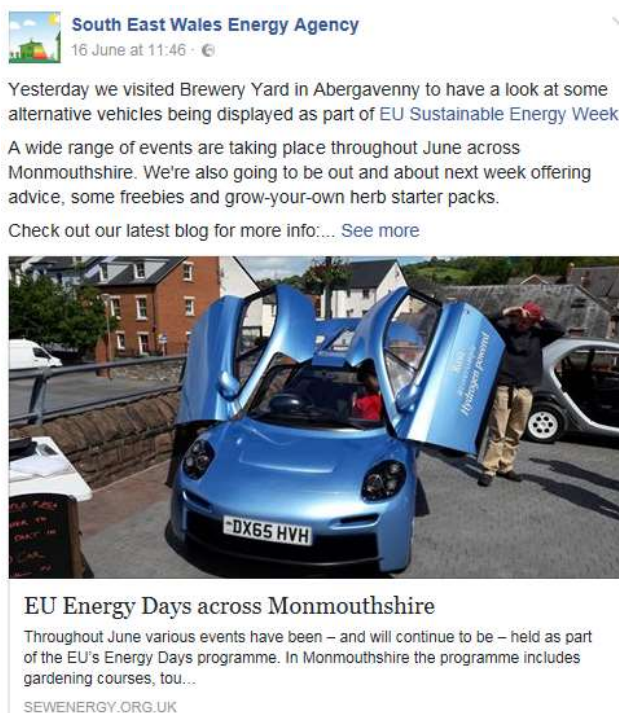 South East Wales Energy Agency
16 June at 11:46 ·
Yesterday we visited Brewery Yard in Abergavenny to have a look at some
alternative vehicles being displayed as part of EU Sustainable Energy Week
A wide range of events are taking place throughout June across
Monmouthshire. We're also going to be out and about next week offering
advice, some freebies and grow-your-own herb starter packs.
Check out our latest blog for more info:... See more
Hydrogen powered
DX65 HVH
CAR
EU Energy Days across Monmouthshire
Throughout June various events have been – and will continue to be – held as part
of the EU's Energy Days programme. In Monmouthshire the programme includes
gardening courses, tou...
SEWENERGY.ORG.UK